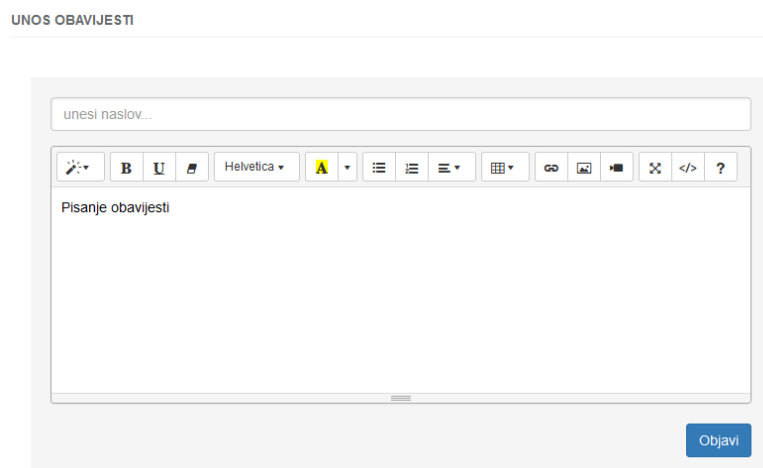 UNOS OBAVIJESTI
unesi naslov...
B U Helvetica A </> ?
Pisanje obavijesti
Objavi